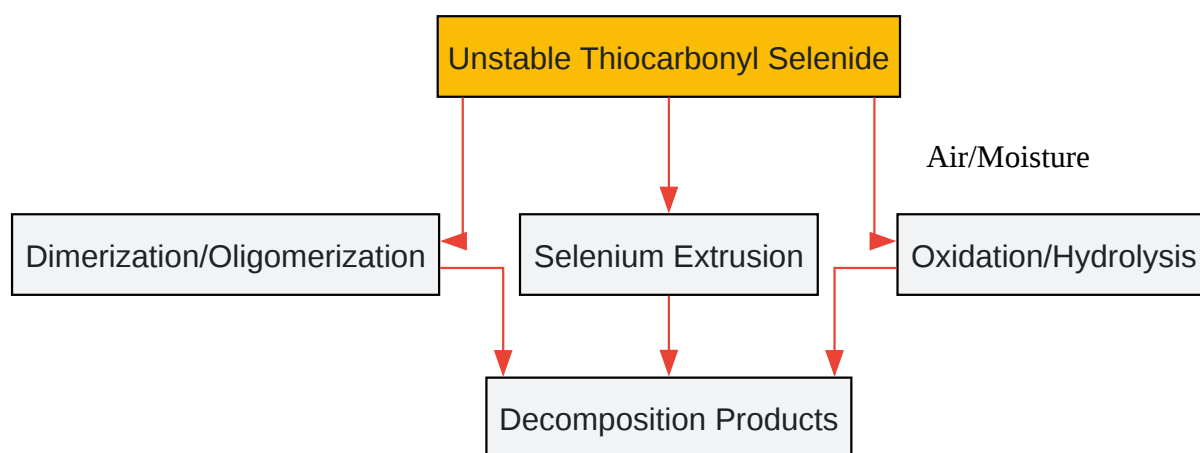 Unstable Thiocarbonyl Selenide
Air/Moisture
Dimerization/Oligomerization
Selenium Extrusion
Oxidation/Hydrolysis
Decomposition Products